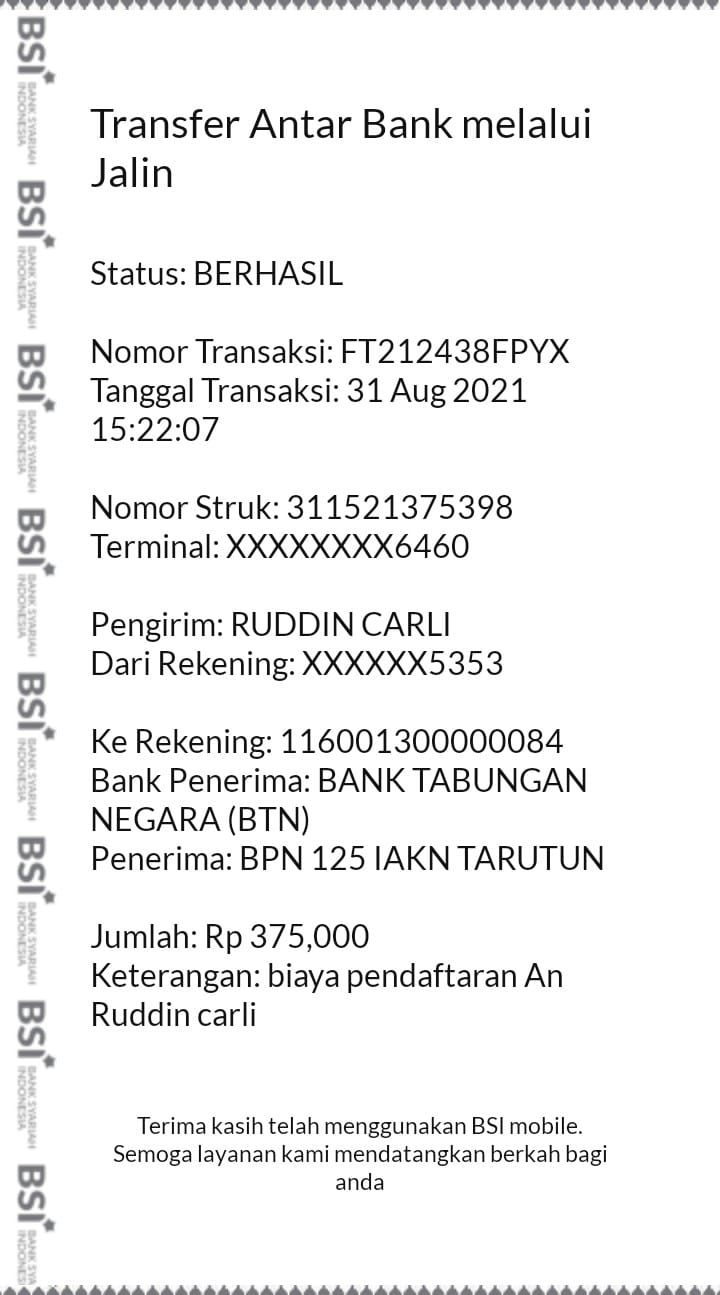 Transfer Antar Bank melalui
Jalin
Status: BERHASIL
Nomor Transaksi: FT212438FPYX
Tanggal Transaksi: 31 Aug 2021
15:22:07
Nomor Struk: 311521375398
Terminal: XXXXXXXX6460
Pengirim: RUDDIN CARLI
Dari Rekening: XXXXXX5353
Ke Rekening: 116001300000084
Bank Penerima: BANK TABUNGAN
NEGARA (BTN)
Penerima: BPN 125 IAKN TARUTUN
Jumlah: Rp 375,000
Keterangan: biaya pendaftaran An
Ruddin carli
Terima kasih telah menggunakan BSI mobile.
Semoga layanan kami mendatangkan berkah bagi
anda
BSI BANK SYARIAH
INDONESIA
BSI BANK SYARIAH
INDONESIA
BSI BANK SYARIAH
INDONESIA
BSI BANK SYARIAH
INDONESIA
BSI BANK SYARIAH
INDONESIA
BSI BANK SYARIAH
INDONESIA
BSI BANK SYARIAH
INDONESIA
BSI BANK SYA
INDONESI